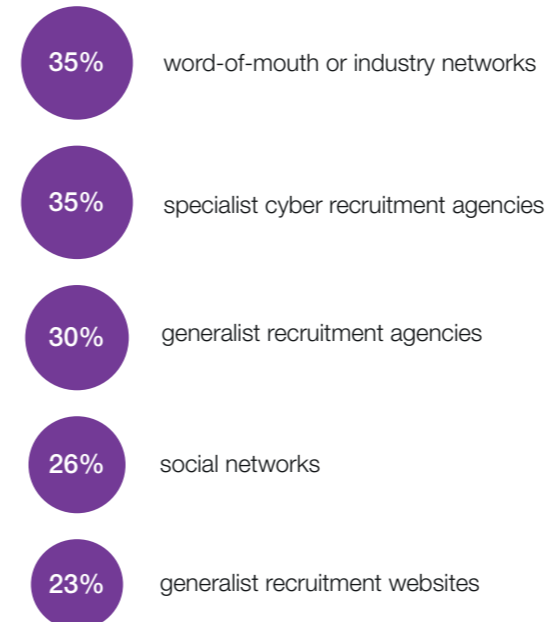 35% word-of-mouth or industry networks
35% specialist cyber recruitment agencies
30% generalist recruitment agencies
26% social networks
23% generalist recruitment websites